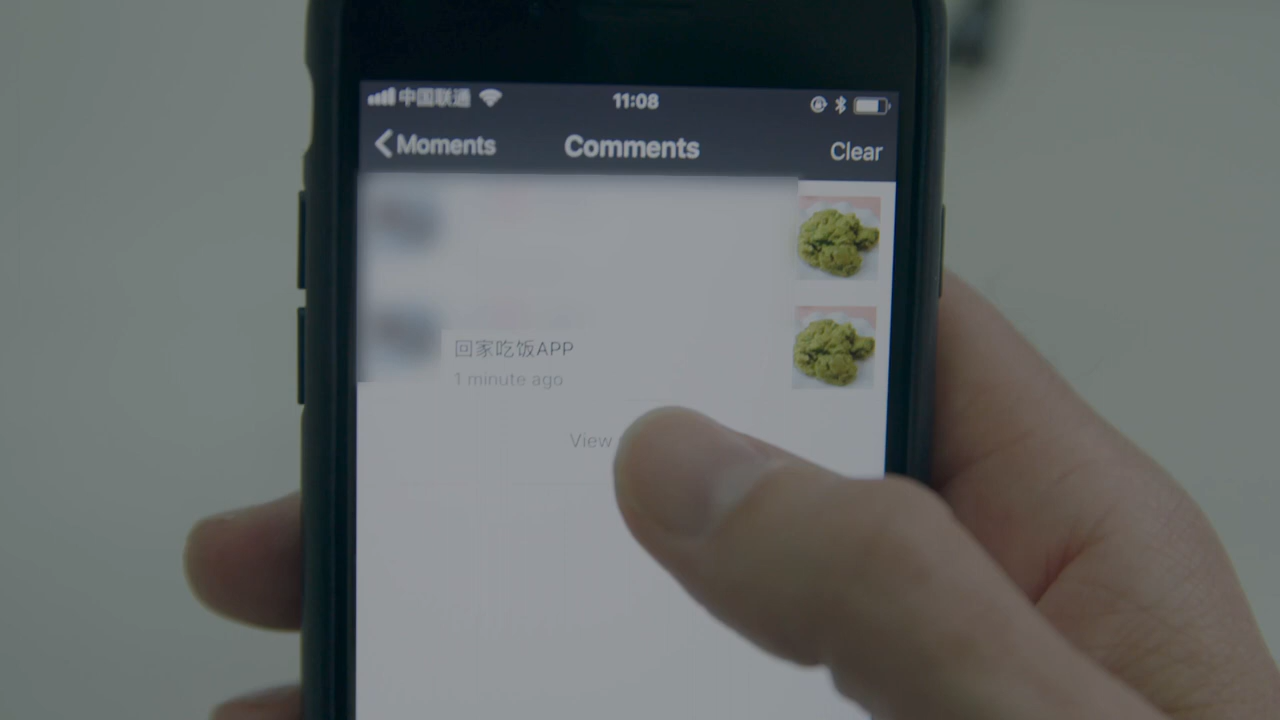 中国联通
11:08
Moments
Comments
Clear
回家吃饭APP
1 minute ago
View